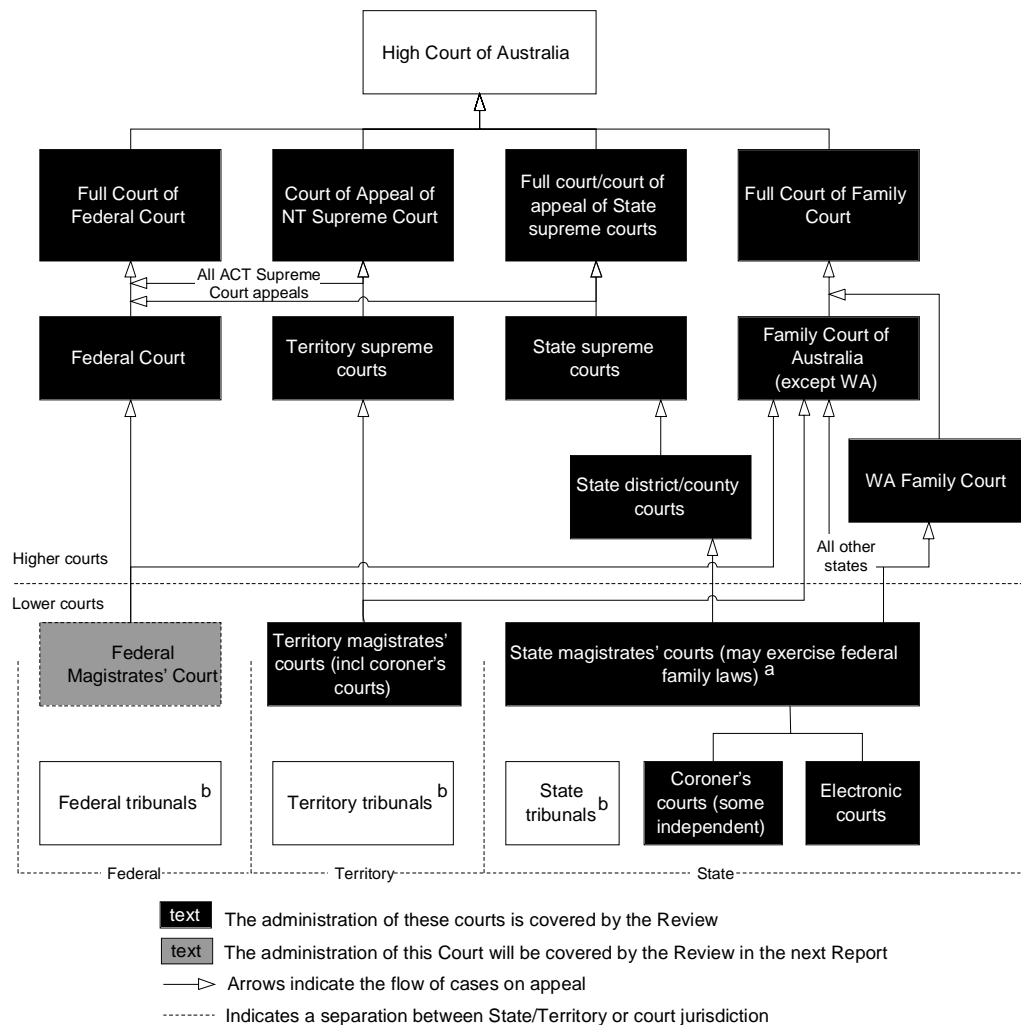 High Court of Australia
Full Court of
Federal Court
Court of Appeal of
NT Supreme Court
Full court/court of
appeal of State
supreme courts
Full Court of Family
Court
All ACT Supreme
Court appeals
Federal Court
Territory supreme
courts
State supreme
courts
Family Court of
Australia
(except WA)
State district/county
courts
WA Family Court
Higher courts
All other
states
Lower courts
Federal
Magistrates' Court
Territory magistrates'
courts (incl coroner's
courts)
State magistrates' courts (may exercise federal
family laws) a
Federal tribunals b
Territory tribunals b
State
tribunals b
Coroner's
courts (some
independent)
Electronic
courts
Federal
Territory
State
text The administration of these courts is covered by the Review
text The administration of this Court will be covered by the Review in the next Report
Arrows indicate the flow of cases on appeal
Indicates a separation between State/Territory or court jurisdiction